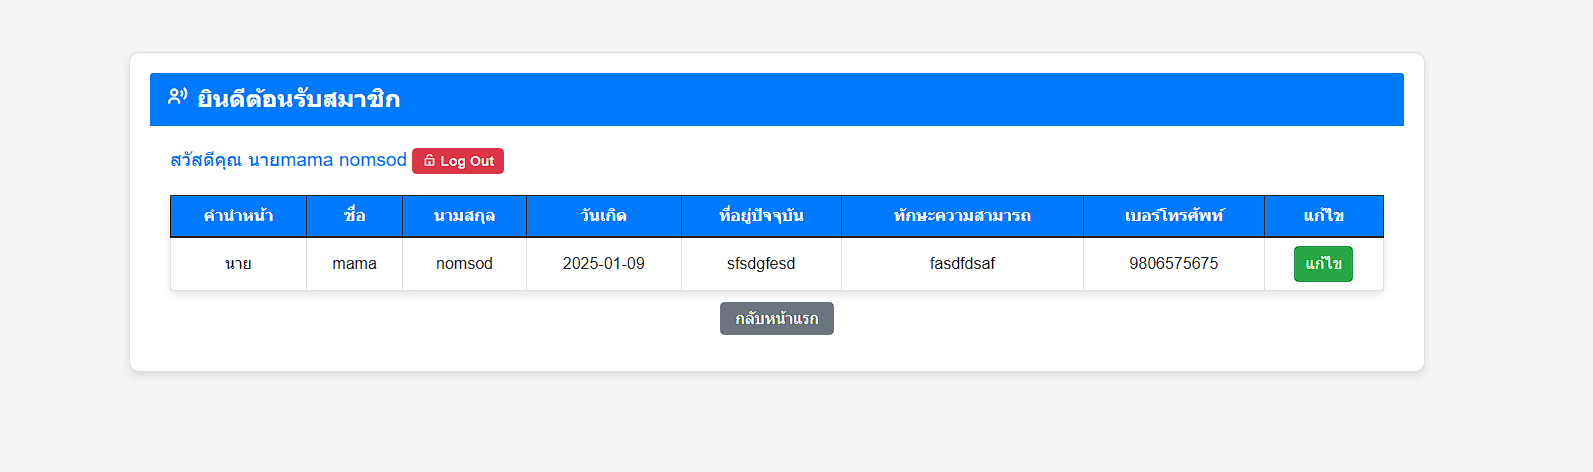 ยินดีต้อนรับสมาชิก
สวัสดีคุณ นายmama nomsod Log Out
คำนำหน้า ชื่อ นามสกุล วันเกิด ที่อยู่ปัจจุบัน ทักษะความสามารถ เบอร์โทรศัพท์ แก้ไข
นาย mama nomsod 2025-01-09 sfsdgfesd fasdfdsaf 9806575675 แก้ไข
กลับหน้าแรก